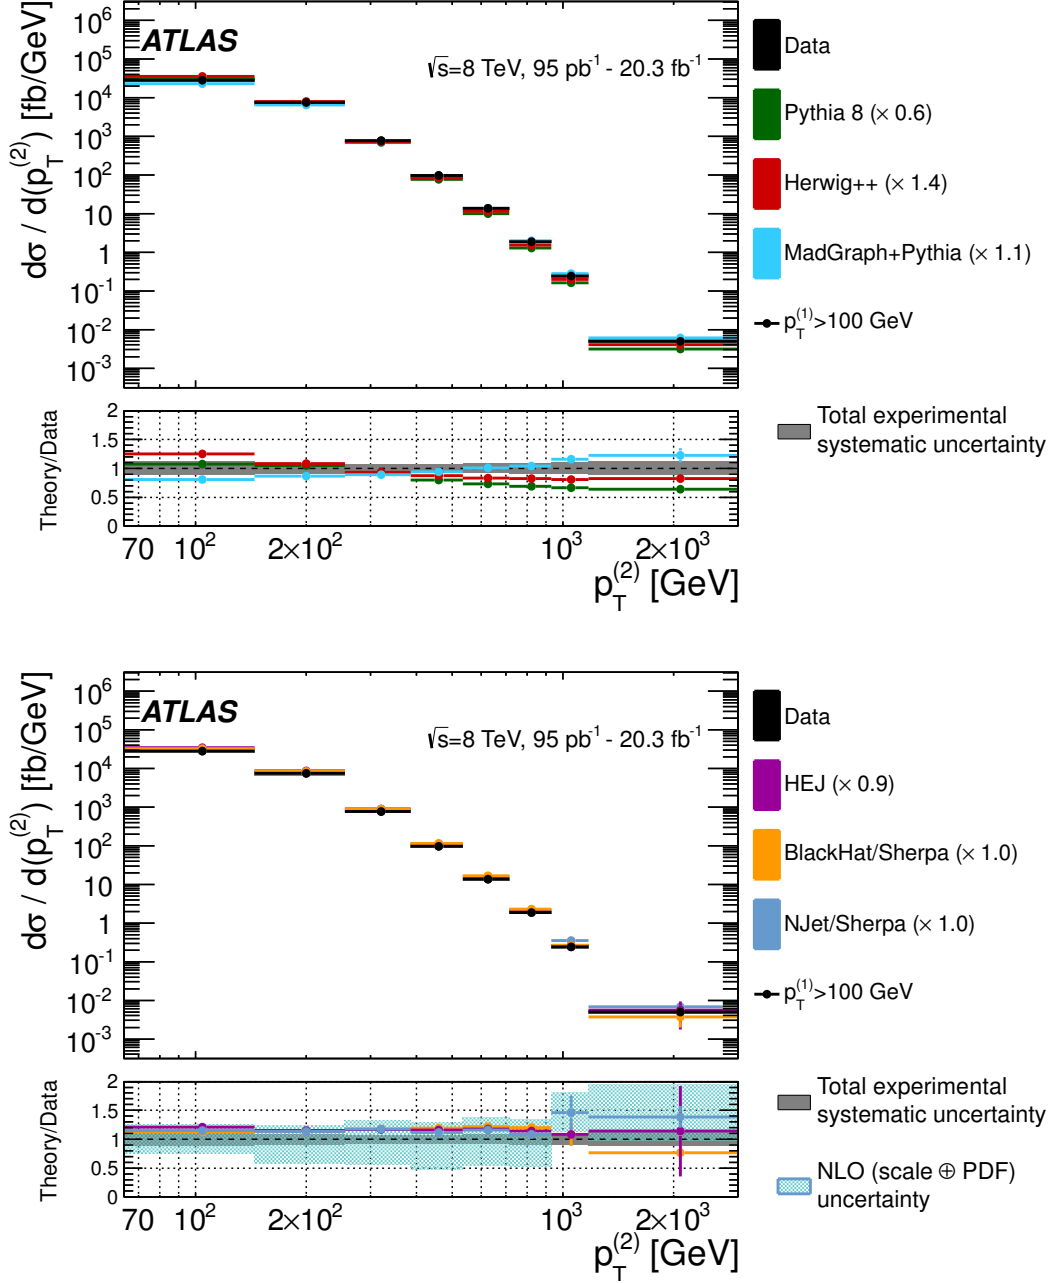 ATLAS
√s=8 TeV, 95 pb⁻¹ - 20.3 fb⁻¹
dσ / d(p_T^(2)) [fb/GeV]
10⁶
10⁵
10⁴
10³
10²
10
1
10⁻¹
10⁻²
10⁻³
Data
Pythia 8 (× 0.6)
Herwig++ (× 1.4)
MadGraph+Pythia (× 1.1)
p_T^(1)>100 GeV
Theory/Data
2
1.5
1
0.5
0
Total experimental
systematic uncertainty
70 10² 2×10² 10³ 2×10³
p_T^(2) [GeV]
ATLAS
√s=8 TeV, 95 pb⁻¹ - 20.3 fb⁻¹
dσ / d(p_T^(2)) [fb/GeV]
10⁶
10⁵
10⁴
10³
10²
10
1
10⁻¹
10⁻²
10⁻³
Data
HEJ (× 0.9)
BlackHat/Sherpa (× 1.0)
NJet/Sherpa (× 1.0)
p_T^(1)>100 GeV
Theory/Data
2
1.5
1
0.5
0
Total experimental
systematic uncertainty
NLO (scale ⊕ PDF)
uncertainty
70 10² 2×10² 10³ 2×10³
p_T^(2) [GeV]